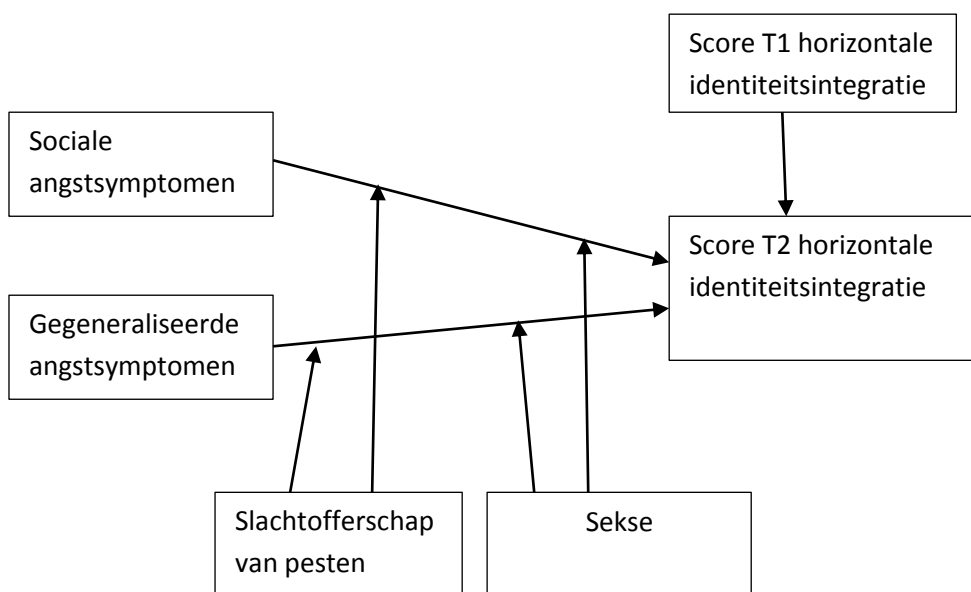 Score T1 horizontale
identiteitsintegratie
Sociale
angstsymptomen
Score T2 horizontale
identiteitsintegratie
Gegeneraliseerde
angstsymptomen
Slachtofferschap
van pesten
Sekse